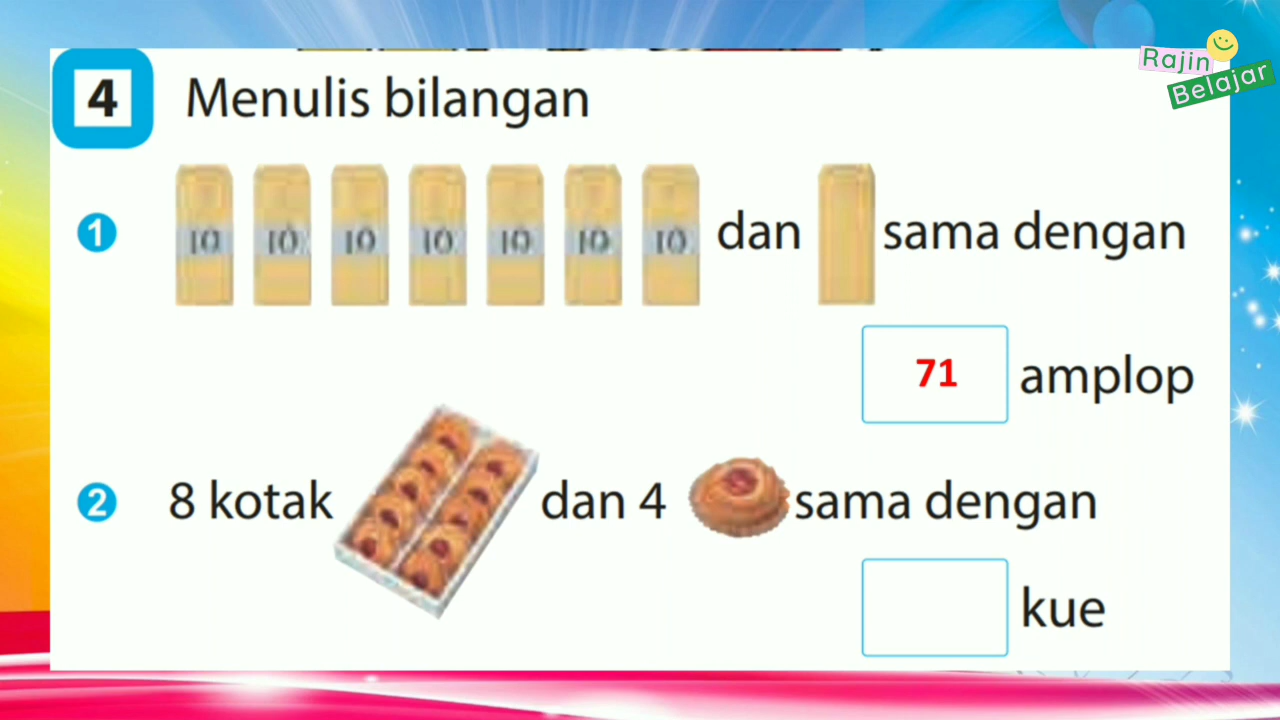 Rajin
Belajar
4 Menulis bilangan
1 10 10 10 10 10 10 10 dan sama dengan
71 amplop
2 8 kotak dan 4 sama dengan
kue